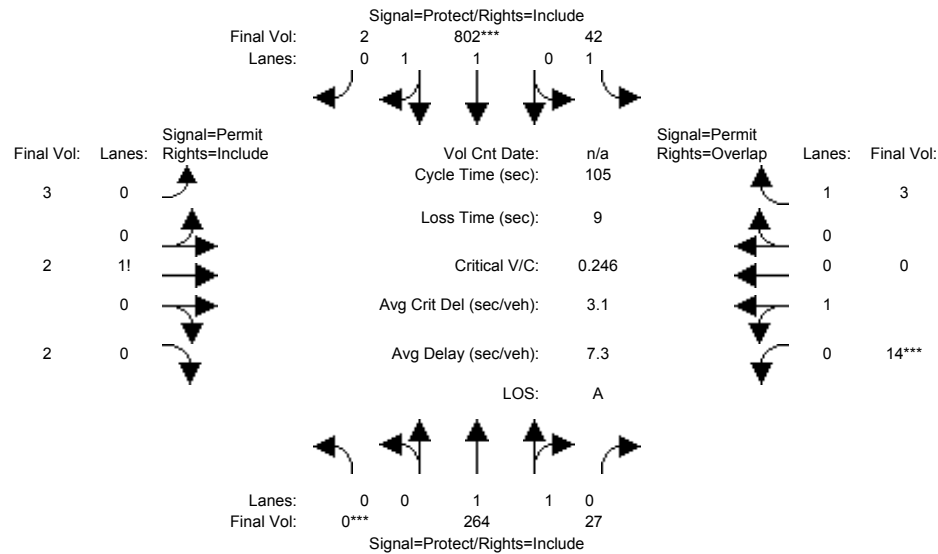 Signal=Protect/Rights=Include
Final Vol: 2 802*** 42
Lanes: 0 1 1 0 1
Signal=Permit
Final Vol: Lanes: Rights=Include
Vol Cnt Date: n/a
Signal=Permit
Rights=Overlap Lanes: Final Vol:
Cycle Time (sec): 105
3 0
1 3
Loss Time (sec): 9
0
0
2 1!
Critical V/C: 0.246
0 0
0
Avg Crit Del (sec/veh): 3.1
1
2 0
Avg Delay (sec/veh): 7.3
0 14***
LOS: A
Lanes: 0 0 1 1 0
Final Vol: 0*** 264 27
Signal=Protect/Rights=Include